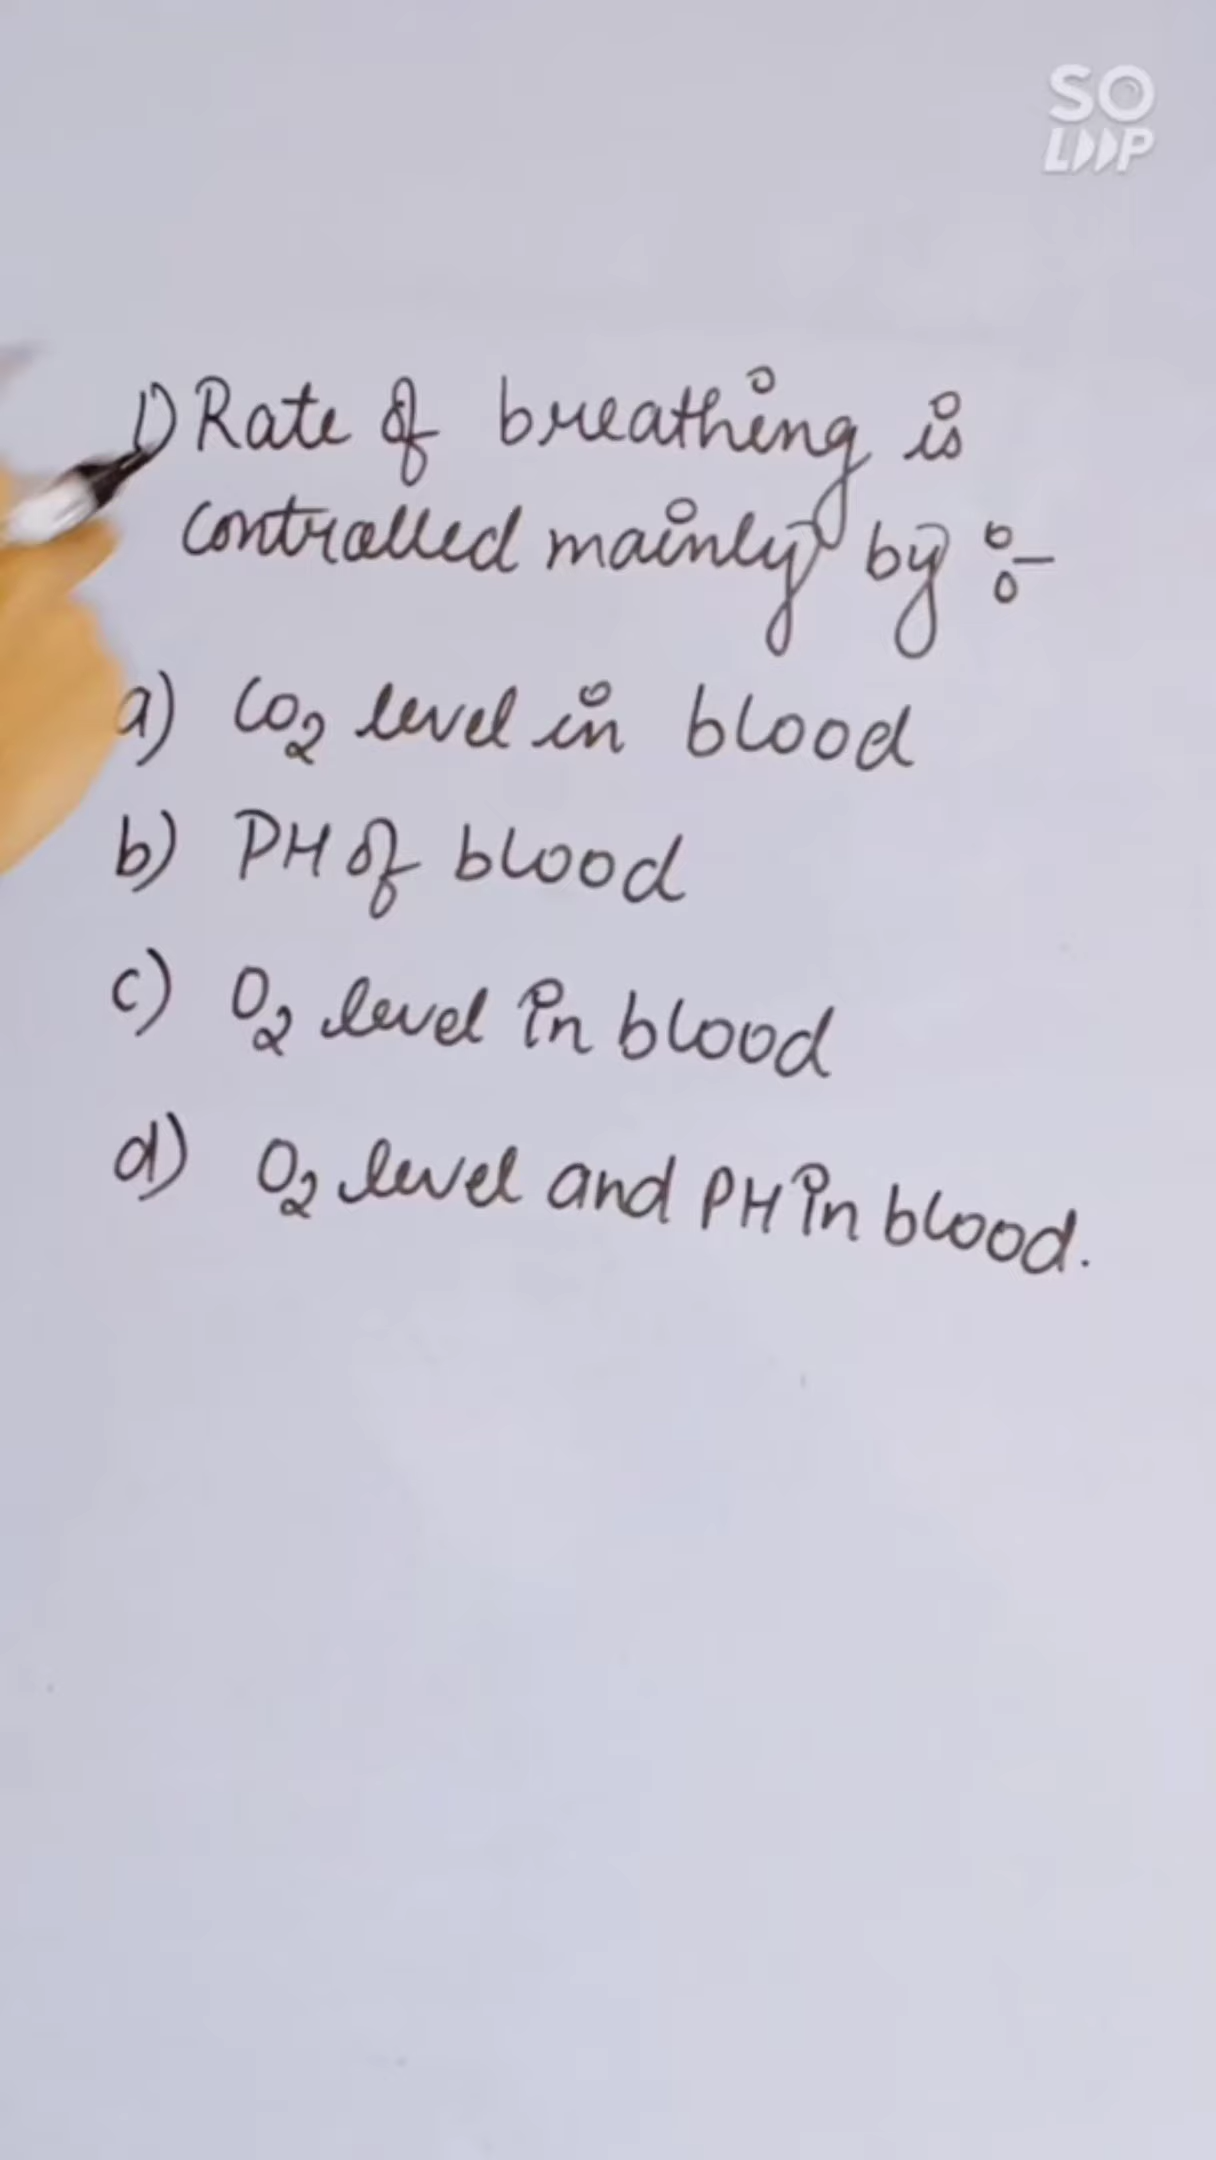 SO
LOOP
1) Rate of breathing is
controlled mainly by :-
a) CO2 level in blood
b) PH of blood
c) O2 level in blood
d) O2 level and PH in blood.